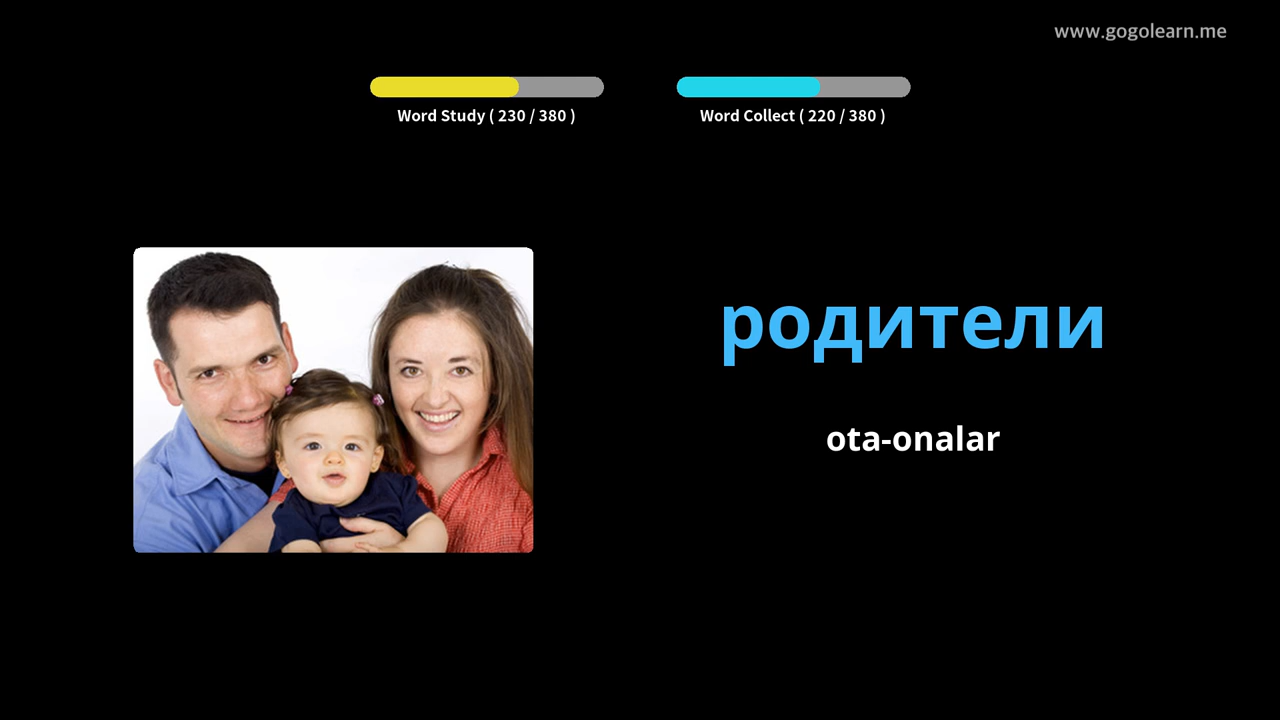 www.gogolearn.me
Word Study ( 230 / 380 )
Word Collect ( 220 / 380 )
родители
ota-onalar